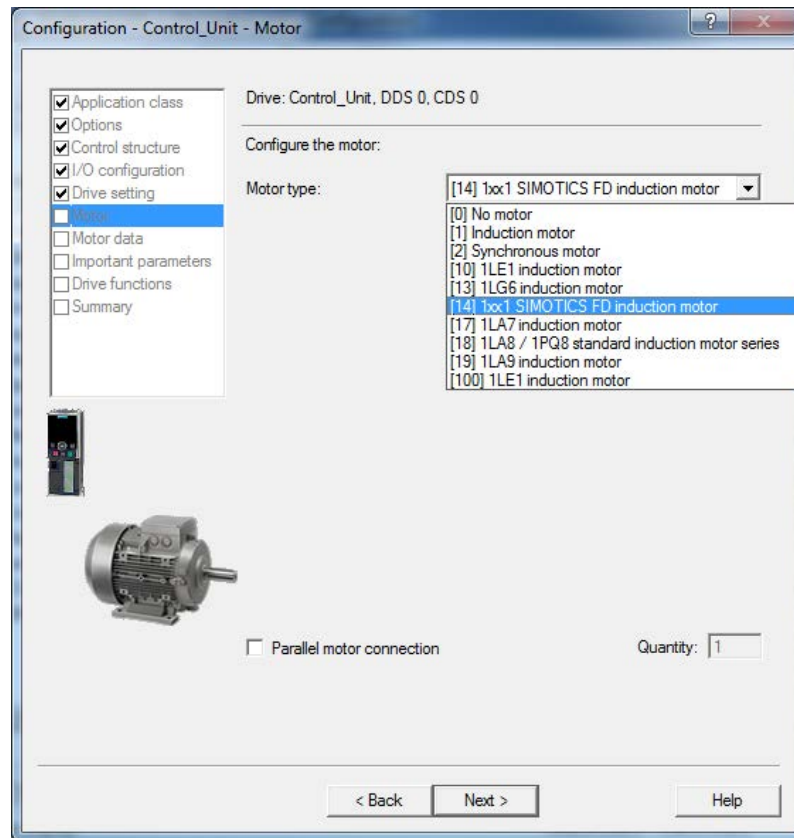 Configuration - Control_Unit - Motor
?
X
Application class
Options
Control structure
I/O configuration
Drive setting
Motor
Motor data
Important parameters
Drive functions
Summary
Drive: Control_Unit, DDS 0, CDS 0
Configure the motor:
Motor type:
[14] 1xx1 SIMOTICS FD induction motor
[0] No motor
[1] Induction motor
[2] Synchronous motor
[10] 1LE1 induction motor
[13] 1LG6 induction motor
[14] 1xx1 SIMOTICS FD induction motor
[17] 1LA7 induction motor
[18] 1LA8 / 1PQ8 standard induction motor series
[19] 1LA9 induction motor
[100] 1LE1 induction motor
Parallel motor connection
Quantity: 1
< Back
Next >
Help